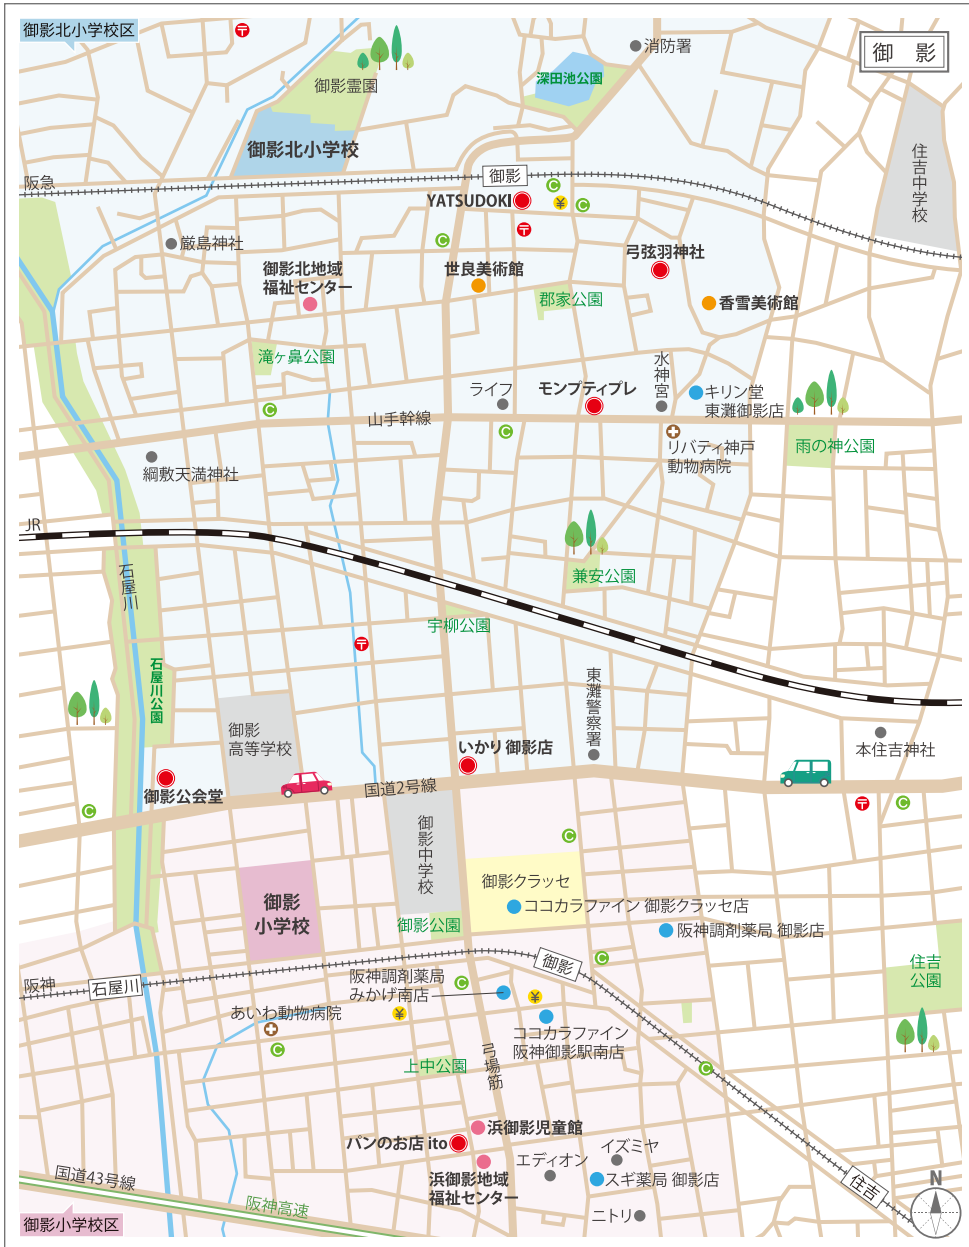 御影北小学校区
〒
消防署
御 影
深田池公園
御影霊園
御影北小学校
住吉中学校
阪急
御影
YATSUDOKI
C
¥
C
〒
C
厳島神社
弓弦羽神社
御影北地域
福祉センター
世良美術館
郡家公園
香雪美術館
滝ヶ鼻公園
水神宮
ライフ
モンプティプレ
キリン堂
東灘御影店
C
山手幹線
C
リバティ神戸
動物病院
雨の神公園
綱敷天満神社
JR
石屋川
兼安公園
宇柳公園
〒
石屋川公園
東灘警察署
御影
高等学校
いかり 御影店
本住吉神社
御影公会堂
国道2号線
C
〒
C
御影中学校
C
御影クラッセ
御影
小学校
ココカラファイン 御影クラッセ店
御影公園
阪神調剤薬局 御影店
C
御影
住吉
公園
阪神
石屋川
阪神調剤薬局
みかげ南店
C
¥
あいわ動物病院
¥
ココカラファイン
阪神御影駅南店
C
弓場筋
上中公園
C
浜御影児童館
パンのお店 ito
イズミヤ
エディオン
浜御影地域
福祉センター
スギ薬局 御影店
国道43号線
阪神高速
住吉
N
ニトリ
御影小学校区